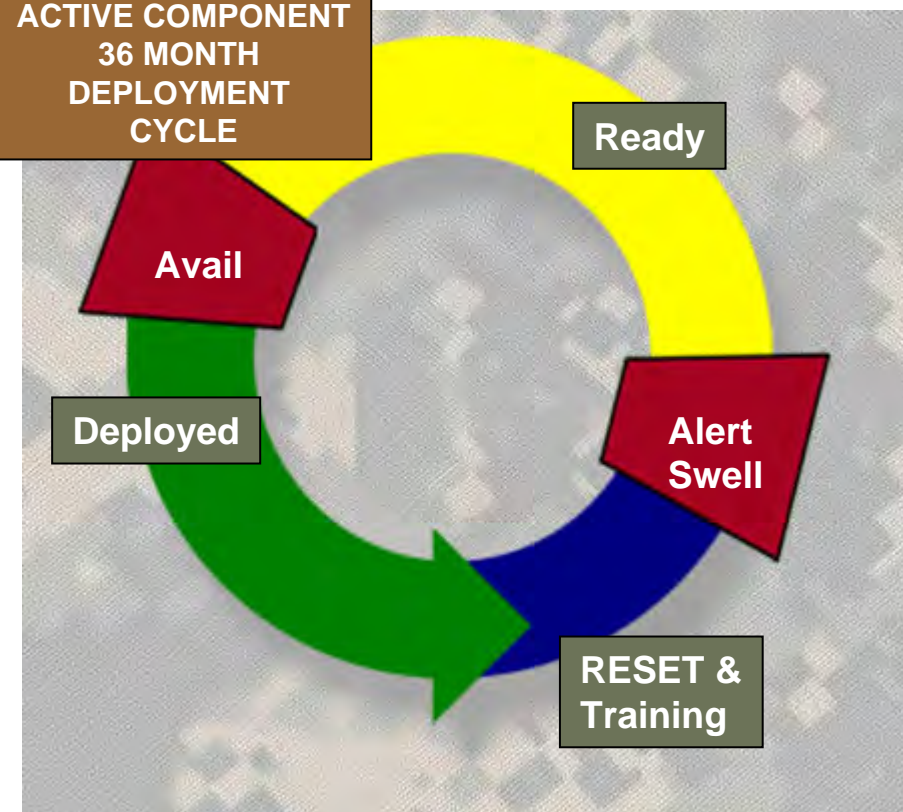 ACTIVE COMPONENT
36 MONTH
DEPLOYMENT
CYCLE
Ready
Avail
Deployed
Alert
Swell
RESET &
Training